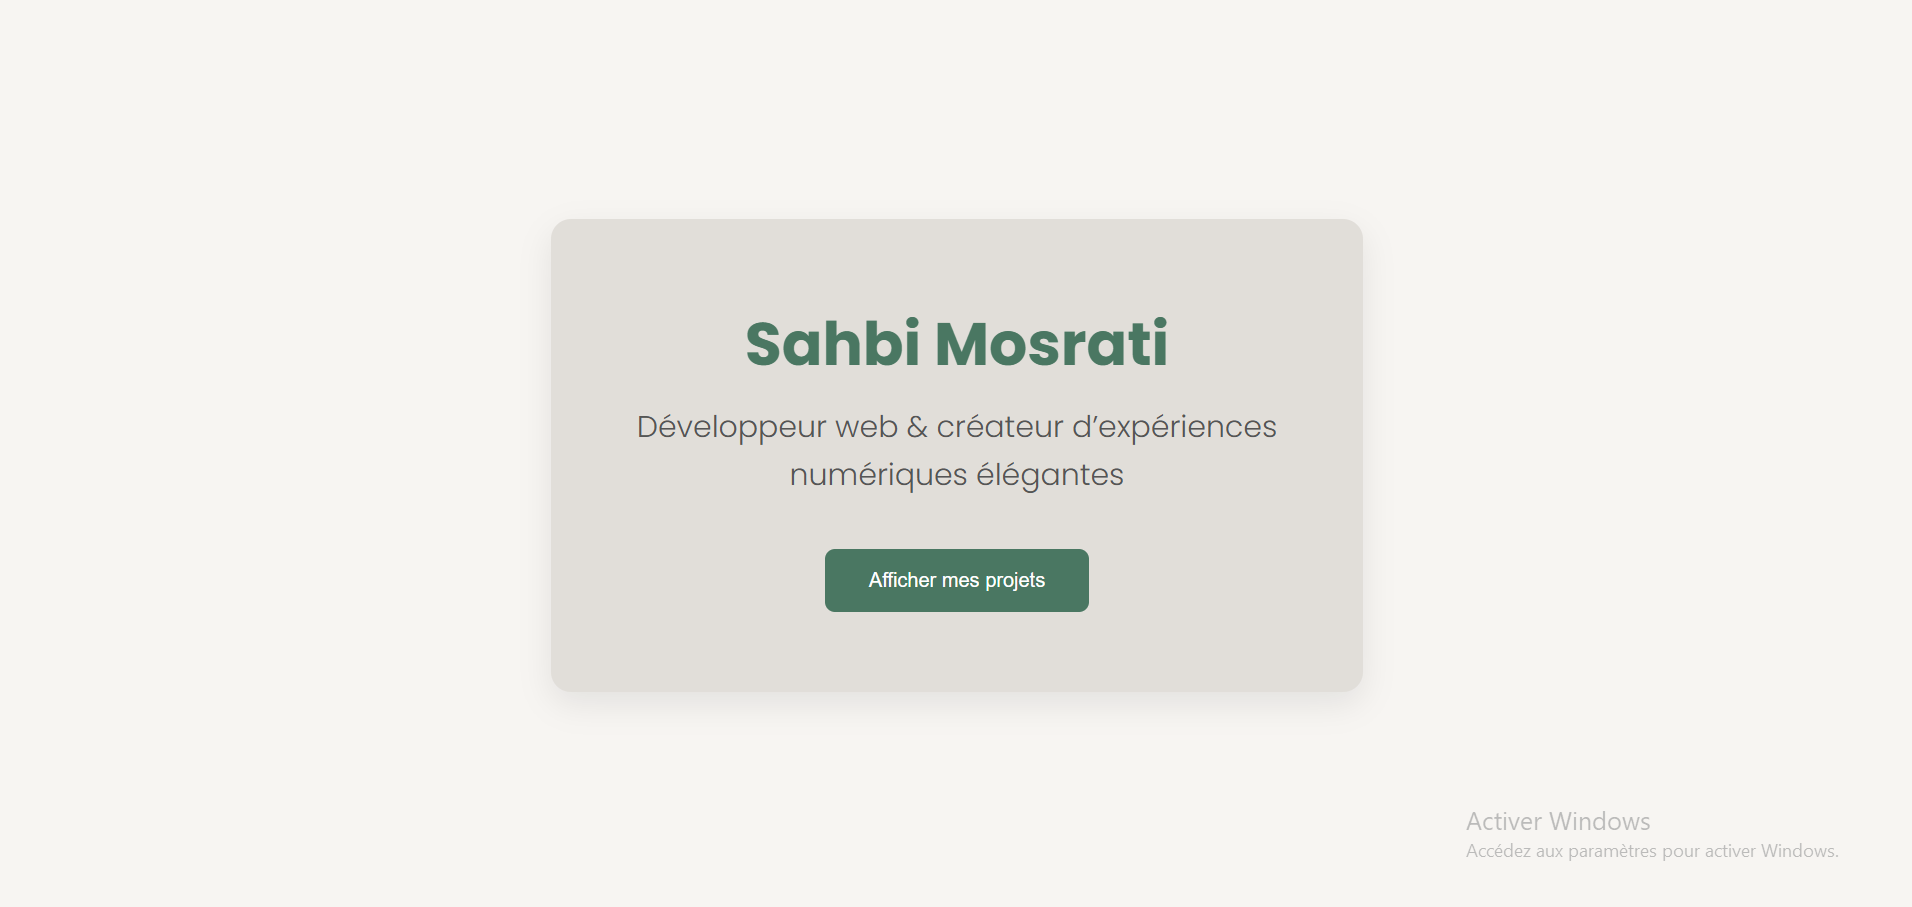 Sahbi Mosrati
Développeur web & créateur d’expériences
numériques élégantes
Afficher mes projets
Activer Windows
Accédez aux paramètres pour activer Windows.